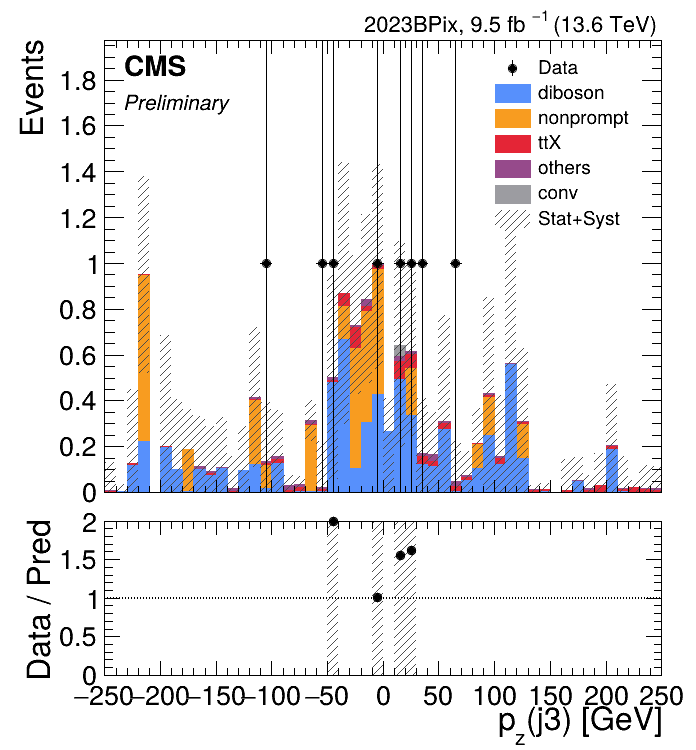 2023BPix, 9.5 fb⁻¹ (13.6 TeV)
CMS
Preliminary
Events
1.8
1.6
1.4
1.2
1
0.8
0.6
0.4
0.2
0
Data
diboson
nonprompt
ttX
others
conv
Stat+Syst
Data / Pred
2
1.5
1
0.5
0
−250 −200 −150 −100 −50 0 50 100 150 200 250
p_z(j3) [GeV]